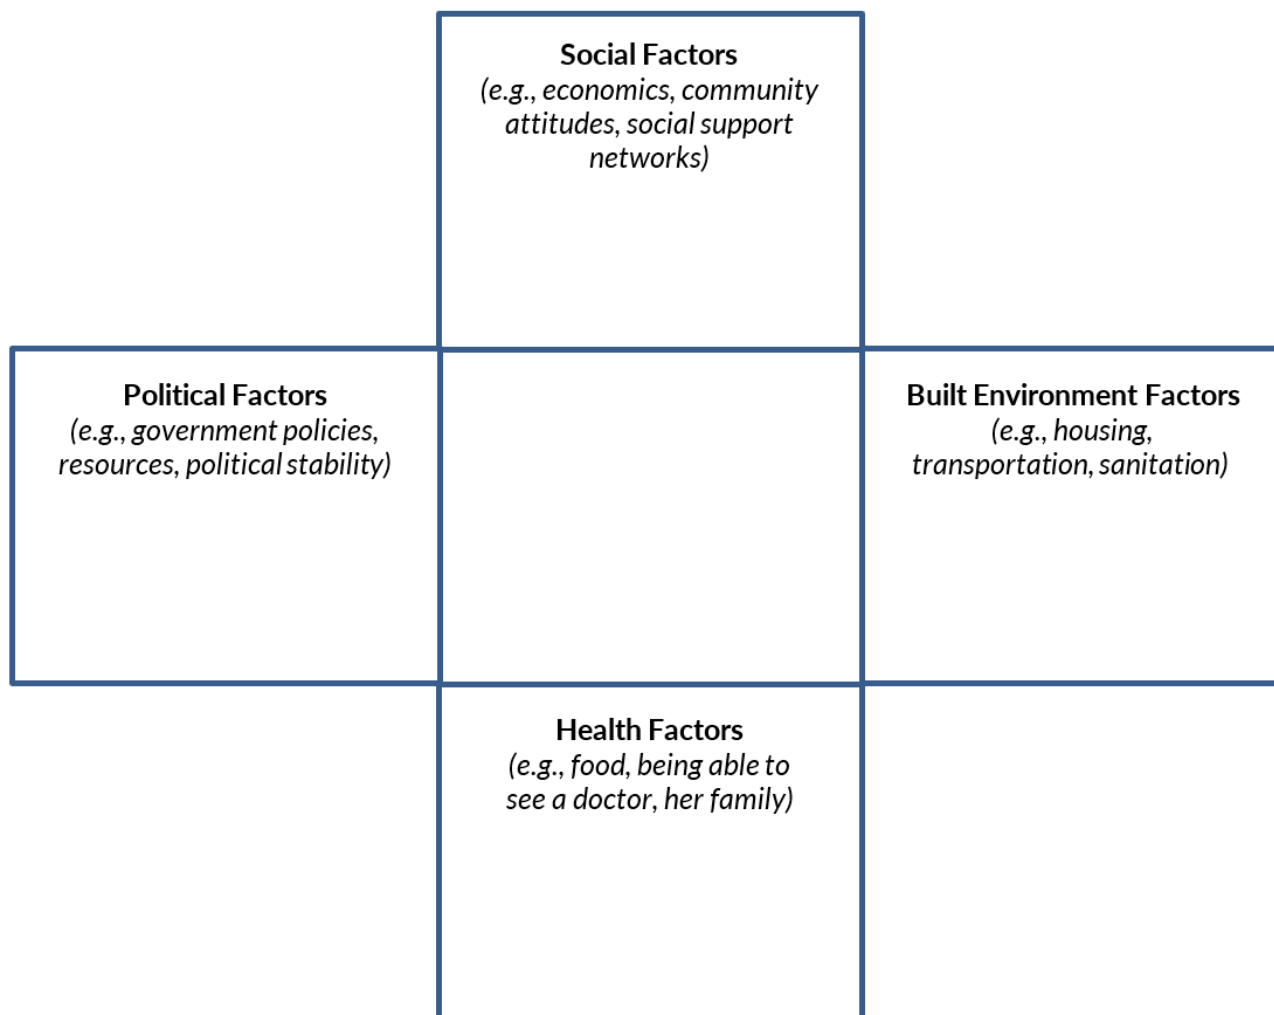 Social Factors
(e.g., economics, community
attitudes, social support
networks)
Political Factors
(e.g., government policies,
resources, political stability)
Built Environment Factors
(e.g., housing,
transportation, sanitation)
Health Factors
(e.g., food, being able to
see a doctor, her family)